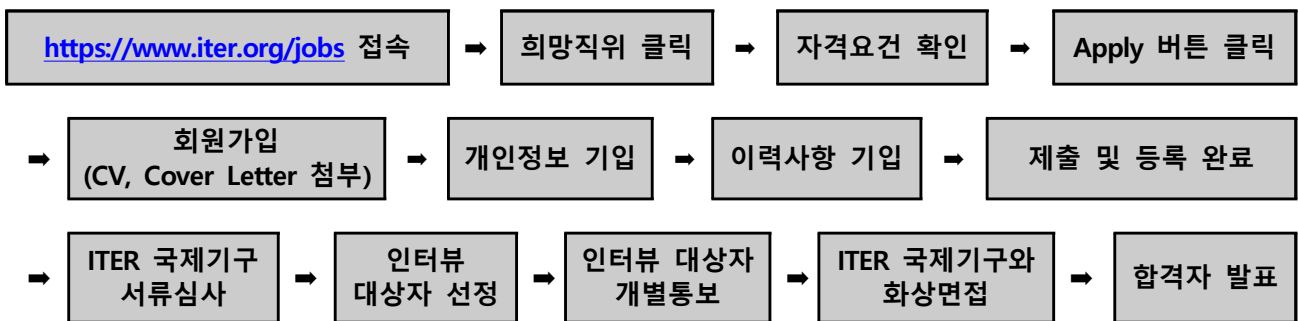 https://www.iter.org/jobs 접속 ➡ 희망직위 클릭 ➡ 자격요건 확인 ➡ Apply 버튼 클릭
➡ 회원가입
(CV, Cover Letter 첨부) ➡ 개인정보 기입 ➡ 이력사항 기입 ➡ 제출 및 등록 완료
➡ ITER 국제기구
서류심사 ➡ 인터뷰
대상자 선정 ➡ 인터뷰 대상자
개별통보 ➡ ITER 국제기구와
화상면접 ➡ 합격자 발표